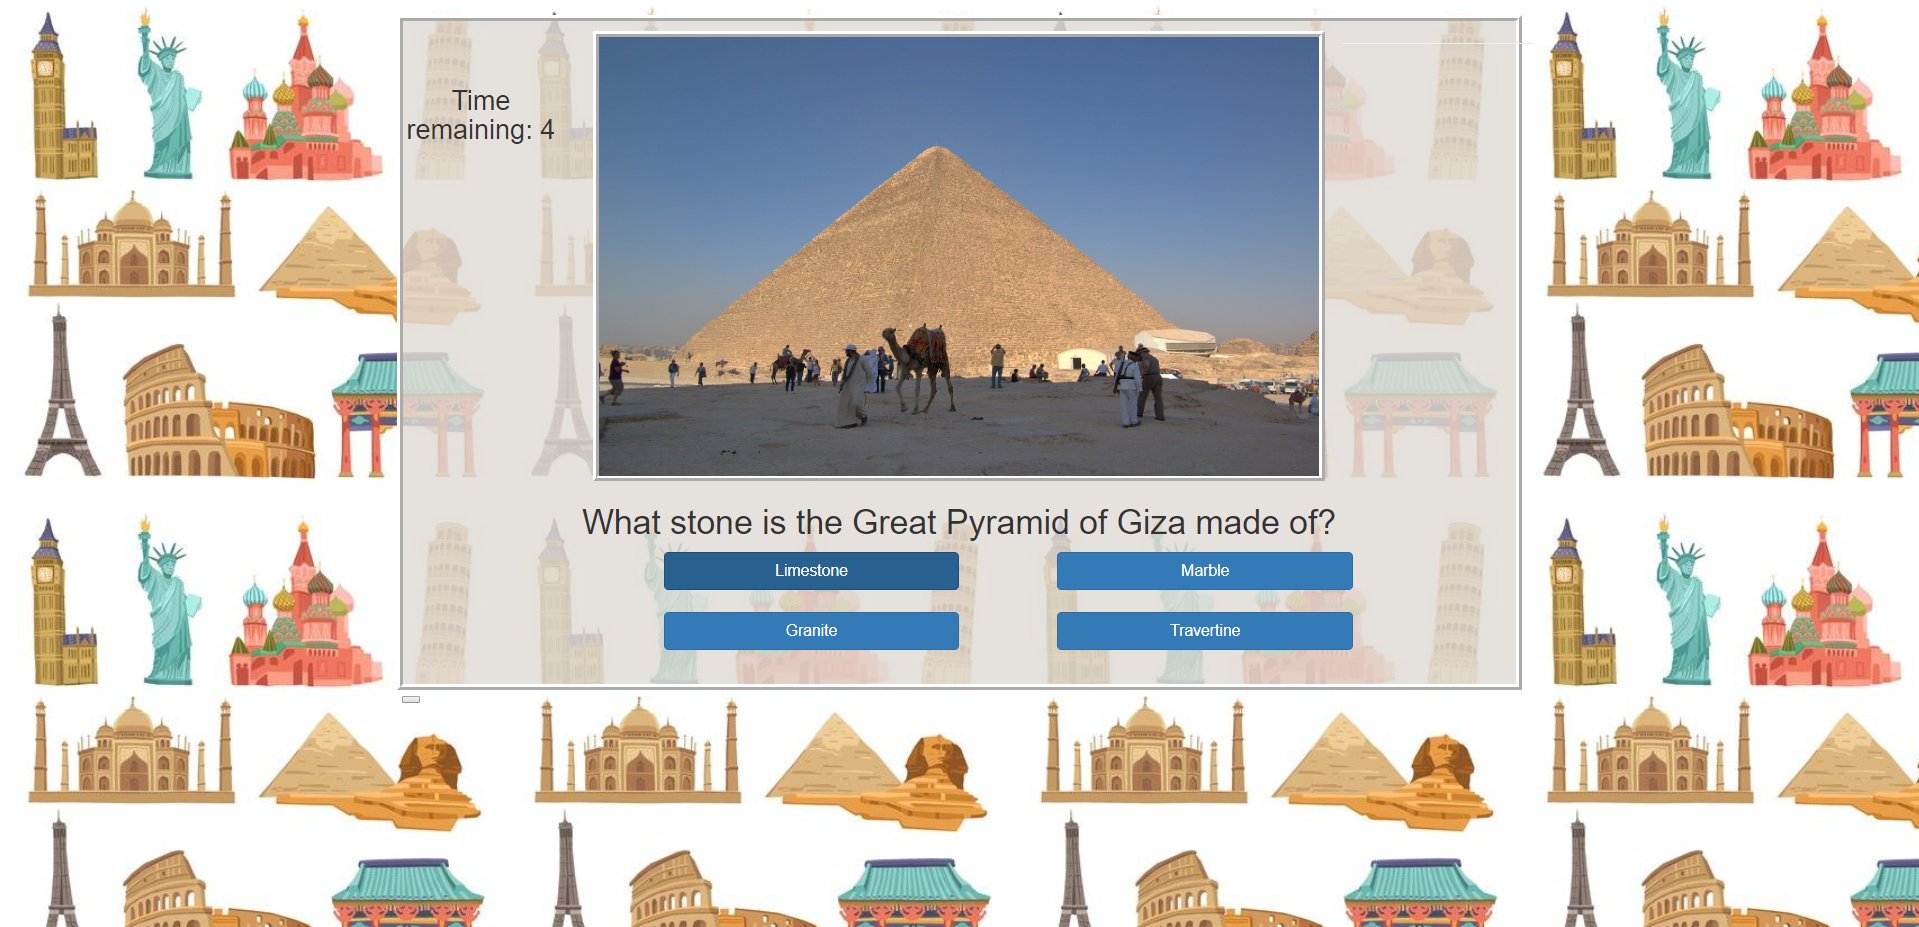 Time
remaining: 4
What stone is the Great Pyramid of Giza made of?
Limestone
Marble
Granite
Travertine